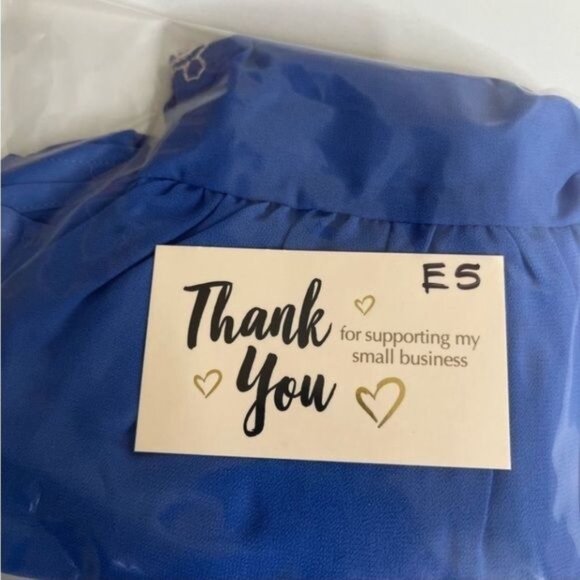 E5
Thank
You
for supporting my
small business